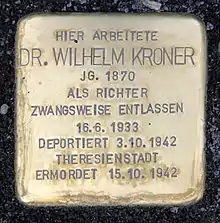 HIER ARBEITETE
DR. WILHELM KRONER
JG. 1870
ALS RICHTER
ZWANGSWEISE ENTLASSEN
16.6.1933
DEPORTIERT 3.10.1942
THERESIENSTADT
ERMORDET 15.10.1942